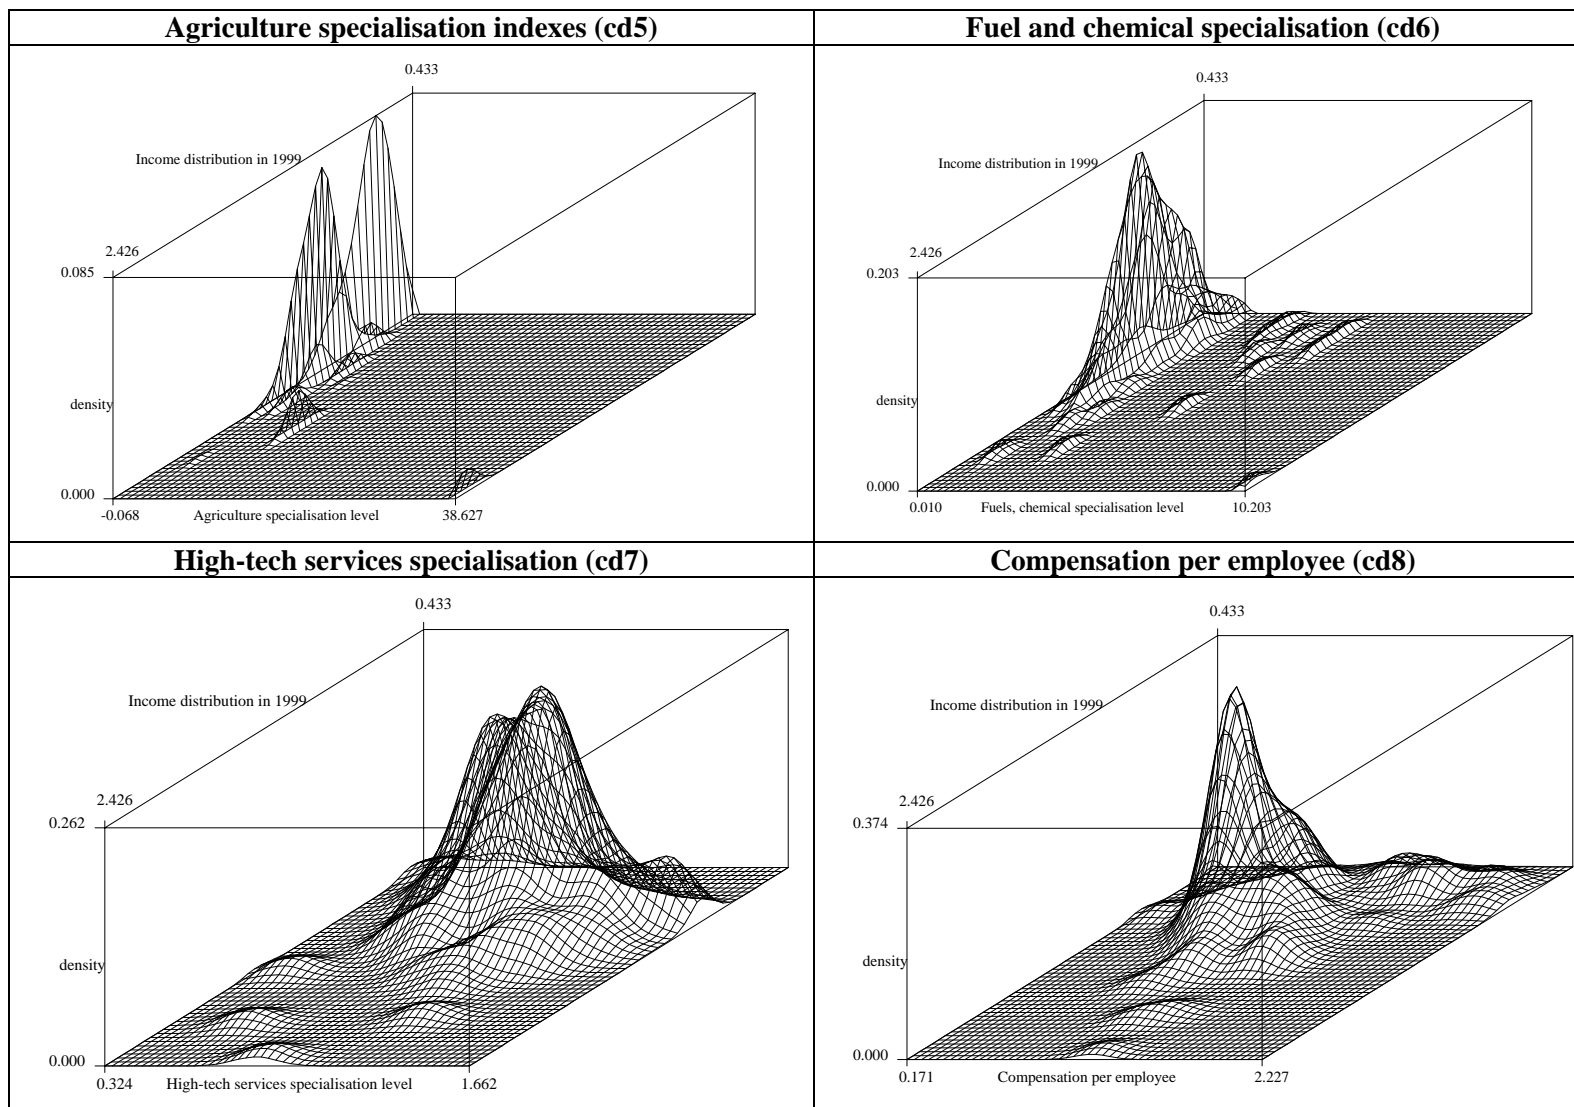 Agriculture specialisation indexes (cd5)
Fuel and chemical specialisation (cd6)
0.433
Income distribution in 1999
2.426
0.085
density
0.000
-0.068
Agriculture specialisation level
38.627
0.433
Income distribution in 1999
2.426
0.203
density
0.000
0.010
Fuels, chemical specialisation level
10.203
High-tech services specialisation (cd7)
Compensation per employee (cd8)
0.433
Income distribution in 1999
2.426
0.262
density
0.000
0.324
High-tech services specialisation level
1.662
0.433
Income distribution in 1999
2.426
0.374
density
0.000
0.171
Compensation per employee
2.227